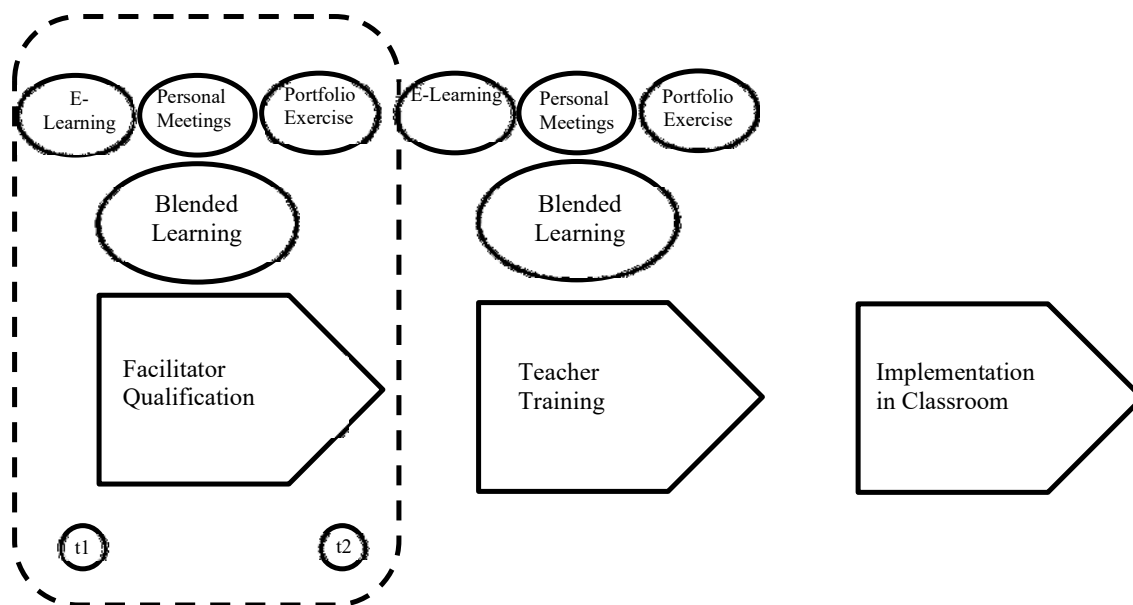 E-
Learning
Personal
Meetings
Portfolio
Exercise
E-Learning
Personal
Meetings
Portfolio
Exercise
Blended
Learning
Blended
Learning
Facilitator
Qualification
Teacher
Training
Implementation
in Classroom
t1
t2